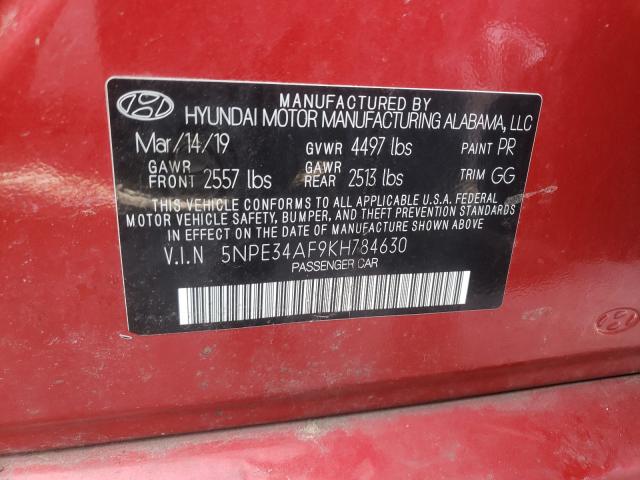 MANUFACTURED BY
HYUNDAI MOTOR MANUFACTURING ALABAMA, LLC
Mar/14/19 GVWR 4497 lbs PAINT PR
GAWR FRONT 2557 lbs GAWR REAR 2513 lbs TRIM GG
THIS VEHICLE CONFORMS TO ALL APPLICABLE U.S.A. FEDERAL
MOTOR VEHICLE SAFETY, BUMPER, AND THEFT PREVENTION STANDARDS
IN EFFECT ON THE DATE OF MANUFACTURE SHOWN ABOVE.
V.I.N 5NPE34AF9KH784630
PASSENGER CAR